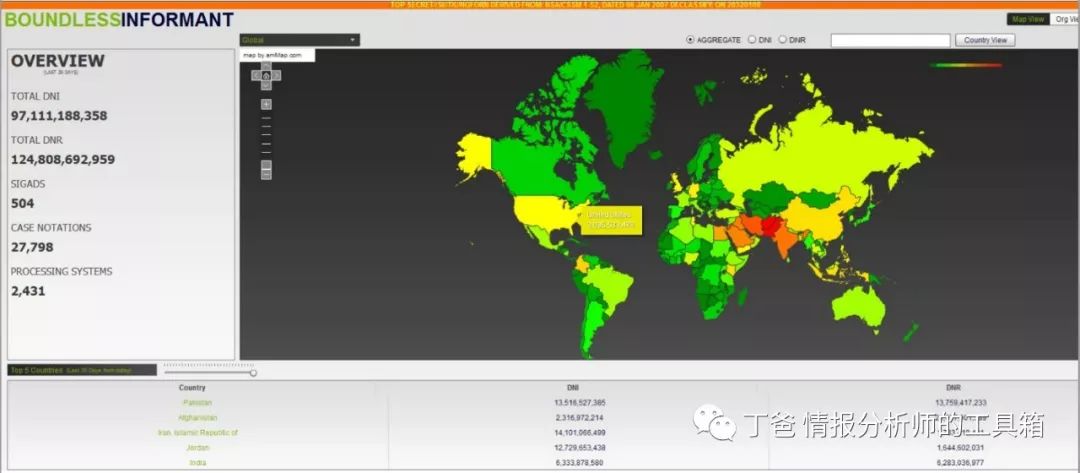 TOP SECRET//SI//TK//NOFORN DERIVED FROM: NSA/CSSM 1-52, DATED 08 JAN 2007 DECLASSIFY ON 20320108
BOUNDLESSINFORMANT
Map View
Org Vie
Global
AGGREGATE
DNI
DNR
Country View
map by amMap.com
OVERVIEW
(LAST 30 DAYS)
TOTAL DNI
97,111,188,358
TOTAL DNR
124,808,692,959
SIGADS
504
CASE NOTATIONS
27,798
PROCESSING SYSTEMS
2,431
United States
Top 5 Countries (Last 30 Days from today)
Country DNI DNR
Pakistan 13,516,527,385 13,759,417,233
Afghanistan 2,316,972,214
Iran, Islamic Republic of 14,101,066,499
Jordan 12,729,653,438 1,644,602,031
India 6,333,878,580 6,283,036,977
丁爸 情报分析师的工具箱